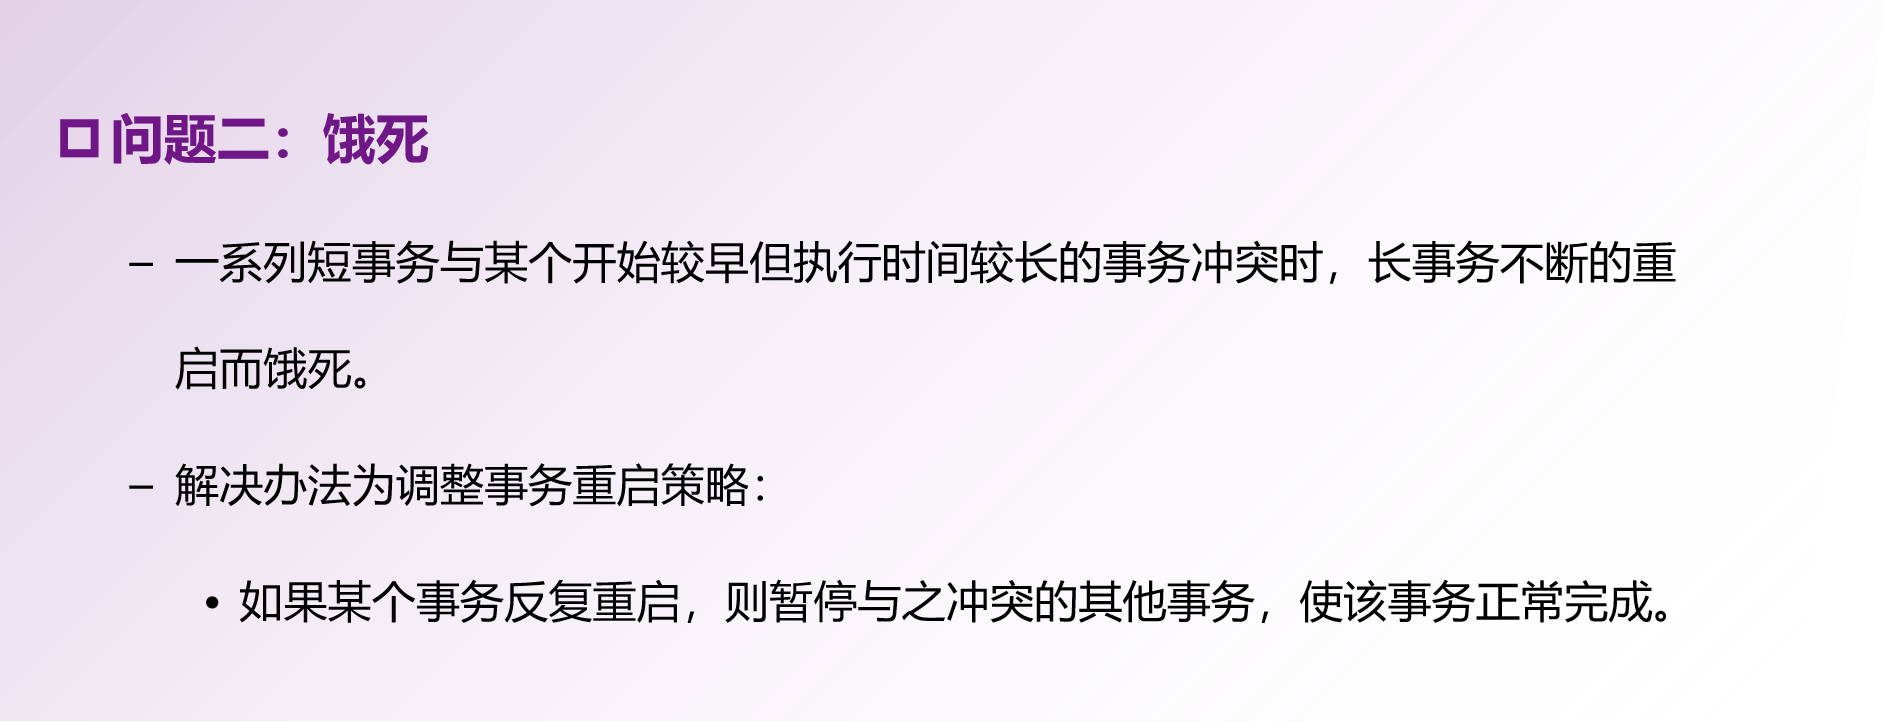 问题二：饿死
– 一系列短事务与某个开始较早但执行时间较长的事务冲突时，长事务不断的重
启而饿死。
– 解决办法为调整事务重启策略：
• 如果某个事务反复重启，则暂停与之冲突的其他事务，使该事务正常完成。